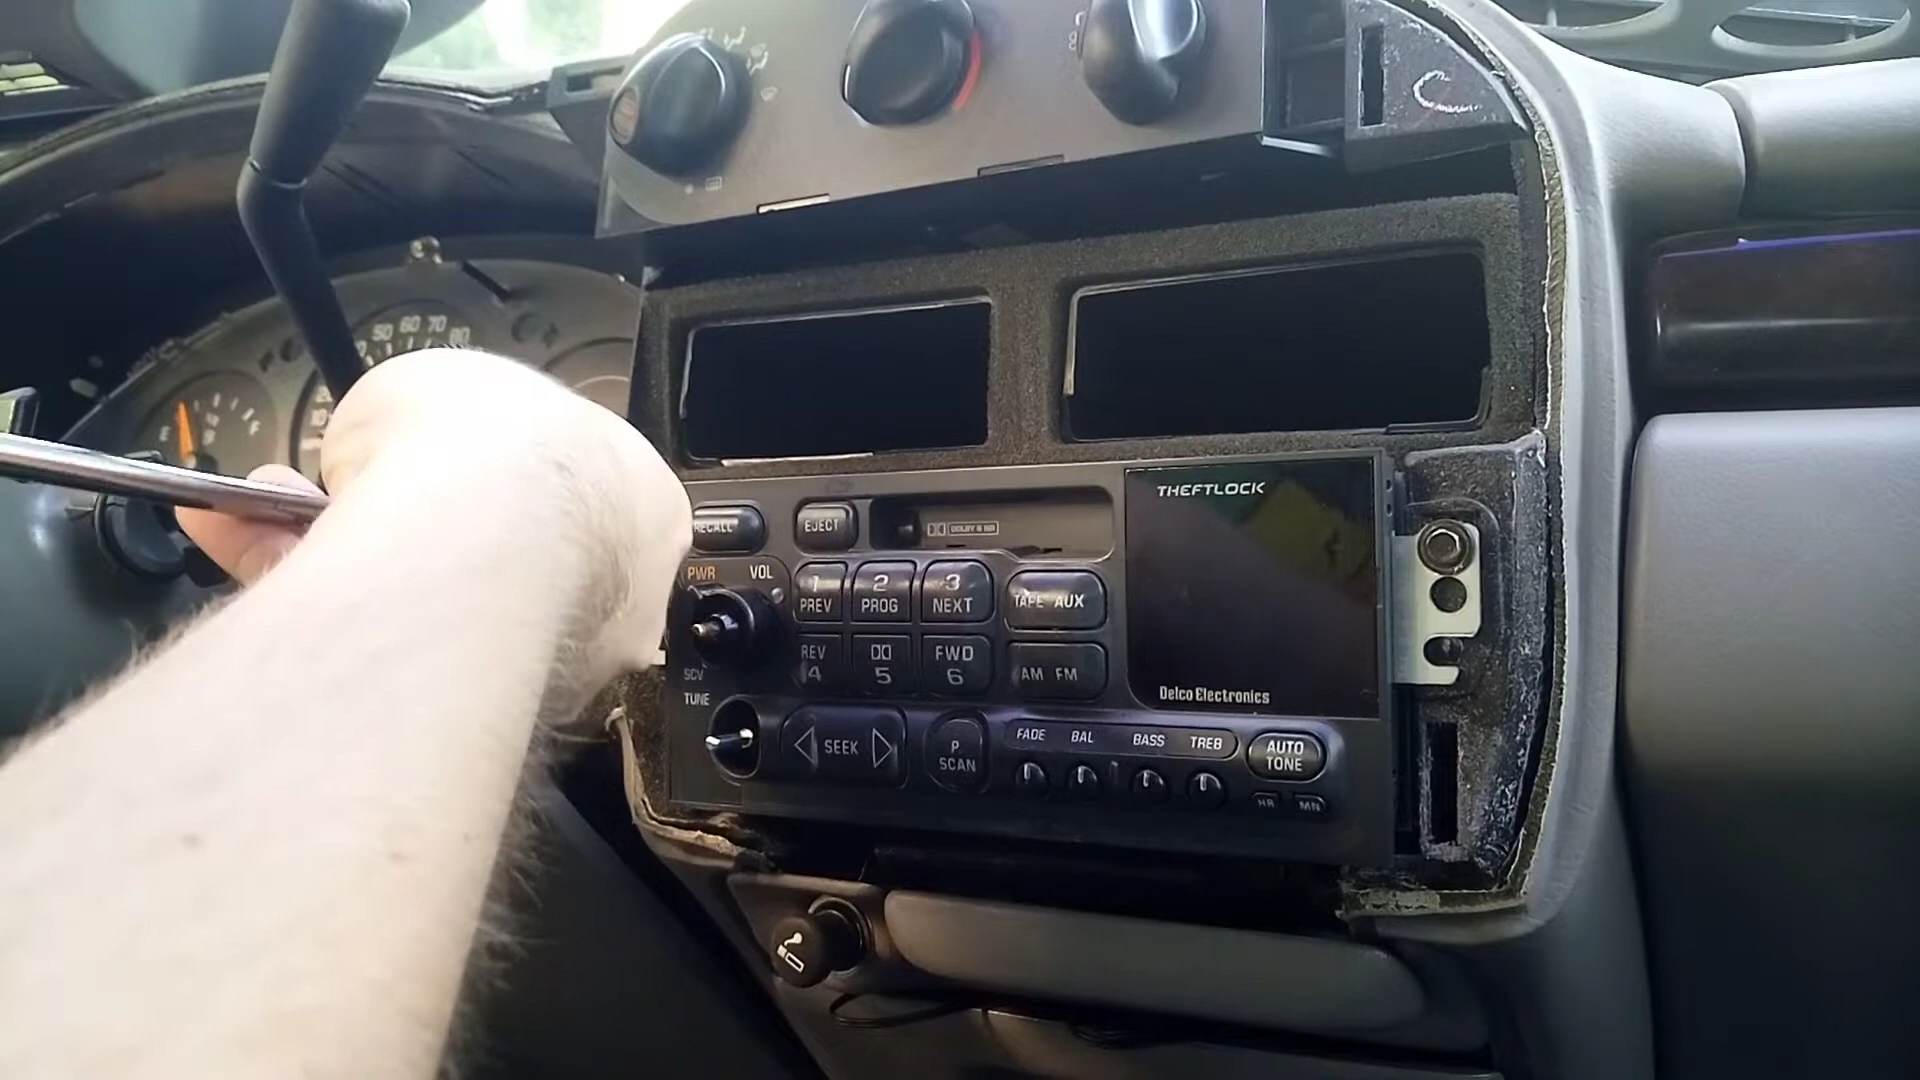 50 60 70 80
10
E
F
THEFTLOCK
RECALL
EJECT
DOLBY B NR
PWR
VOL
1 PREV
2 PROG
3 NEXT
TAPE AUX
REV 4
5
FWD 6
AM FM
SCV
TUNE
SEEK
P SCAN
Delco Electronics
FADE
BAL
BASS
TREB
AUTO TONE
HR
MN